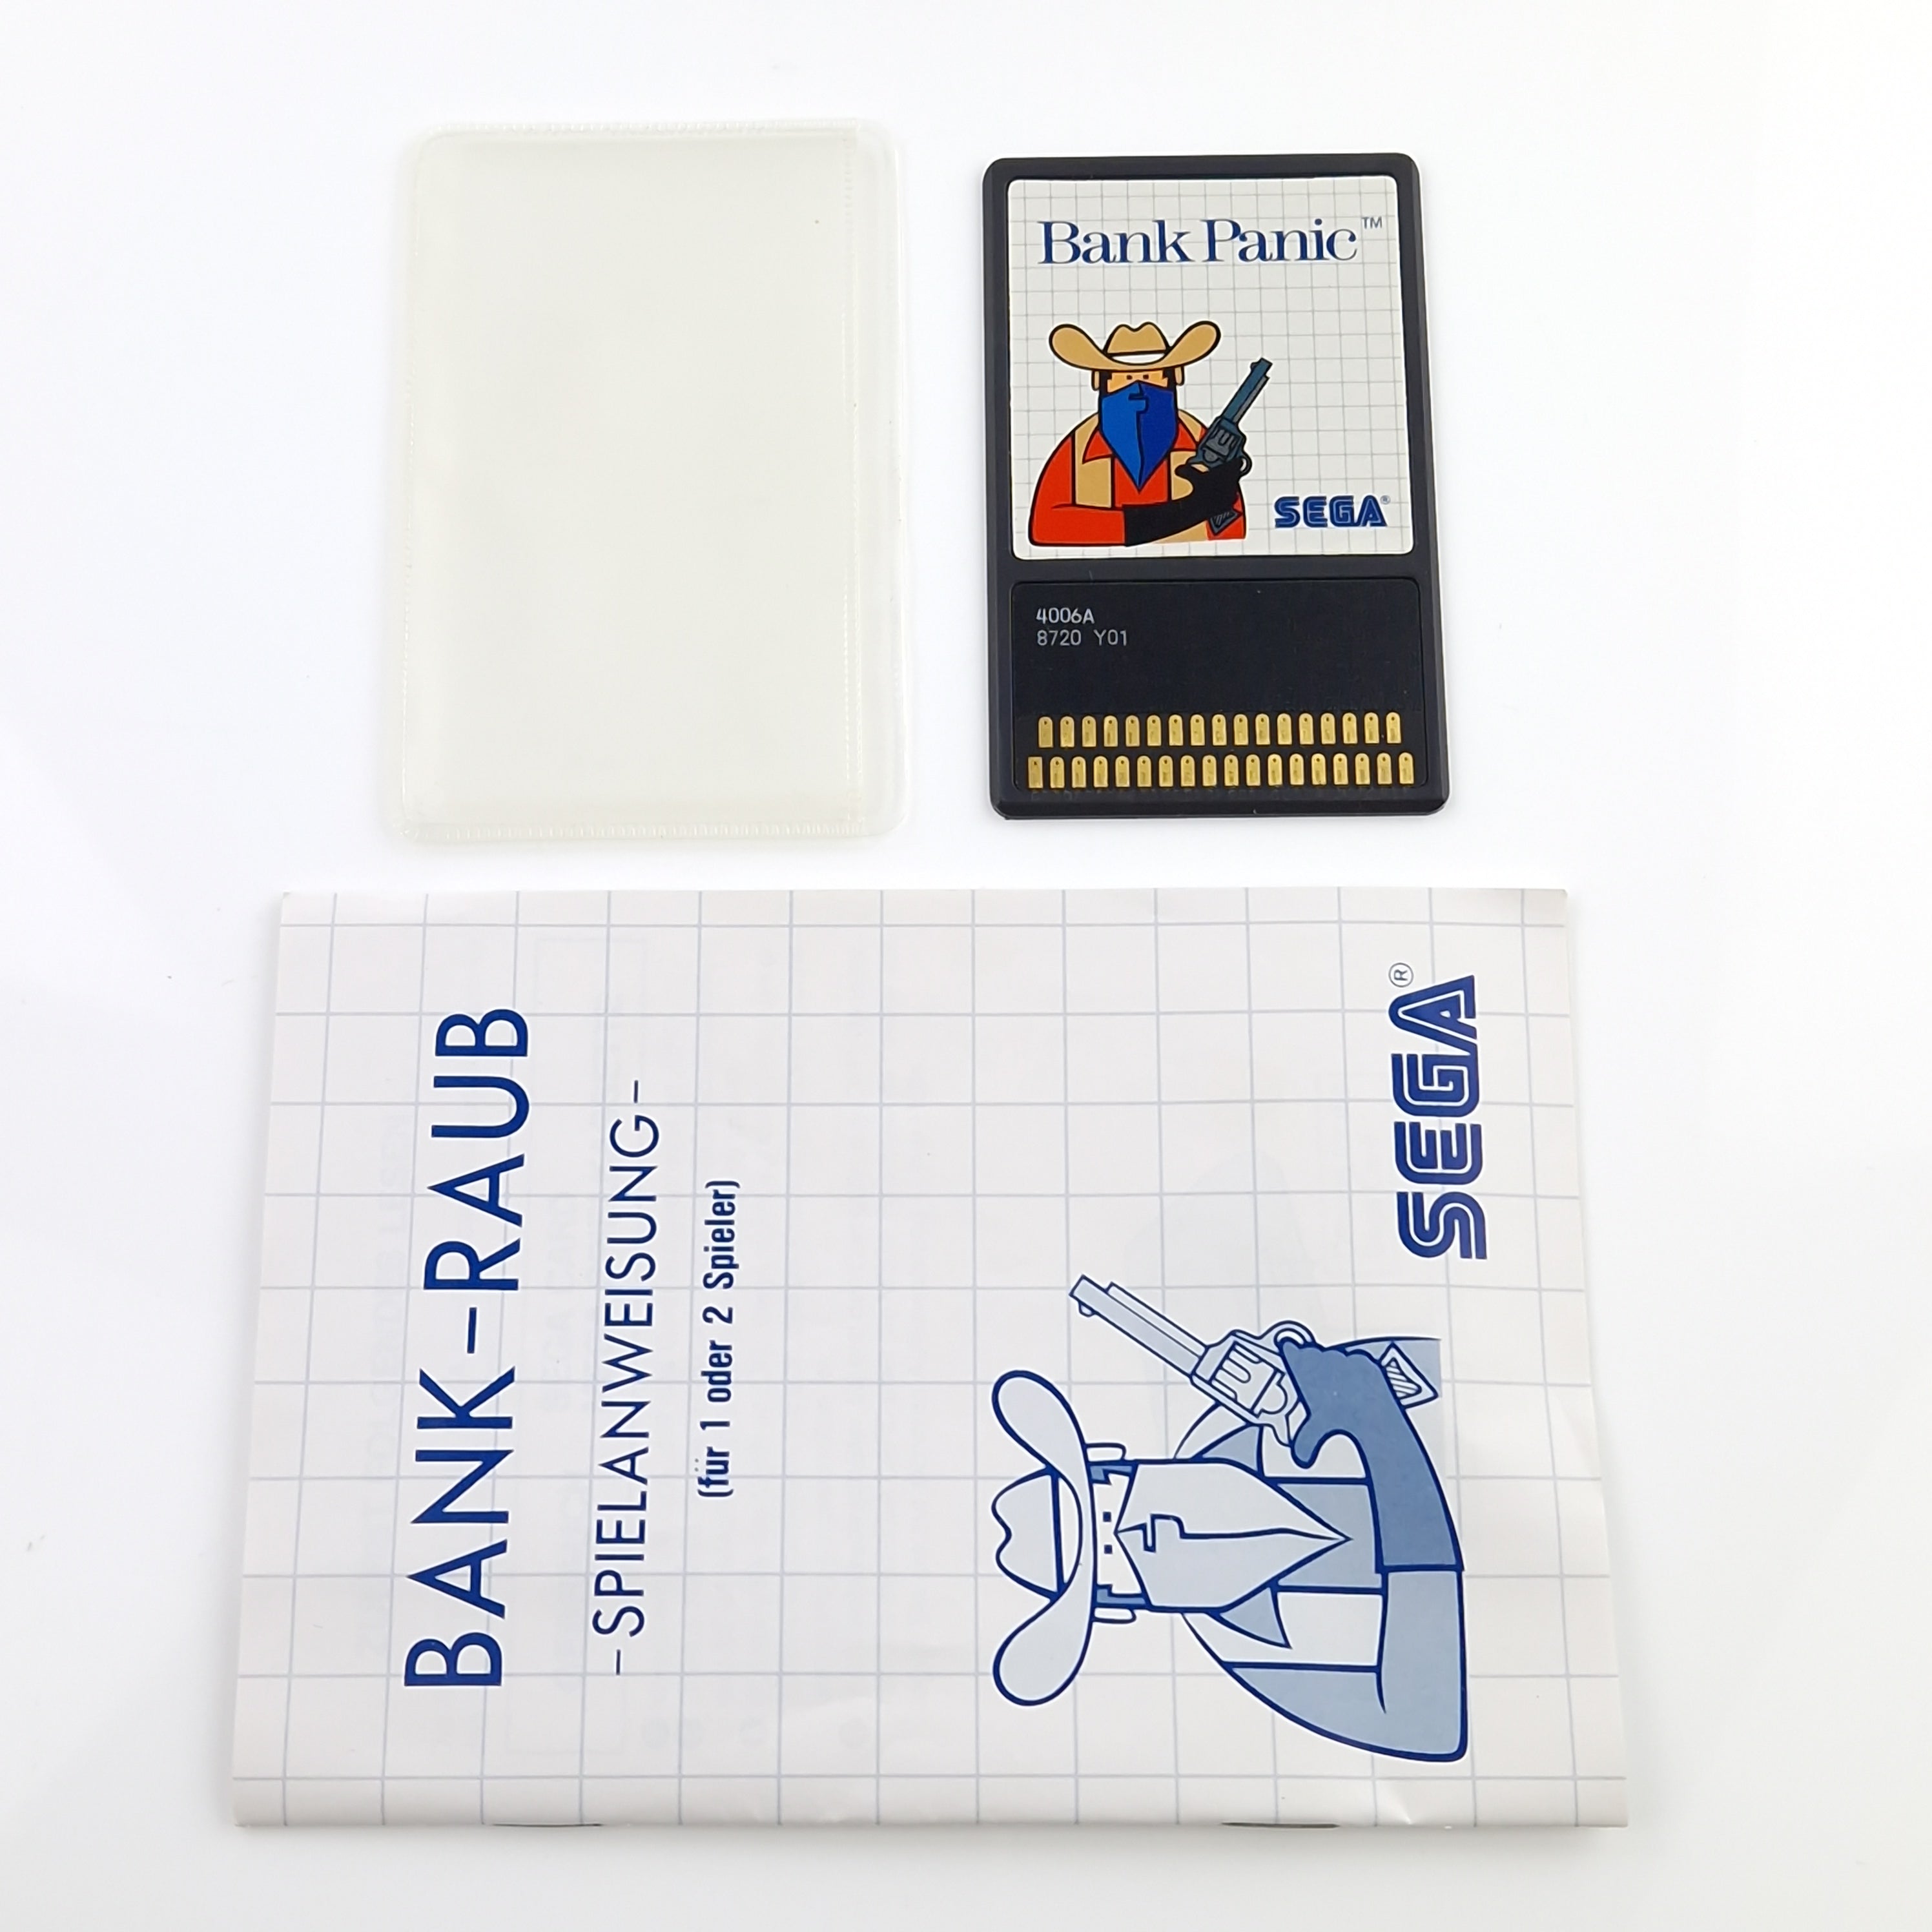 Bank Panic™
SEGA®
4006A
8720 Y01
BANK-RAUB
-SPIELANWEISUNG-
(für 1 oder 2 Spieler)
SEGA®